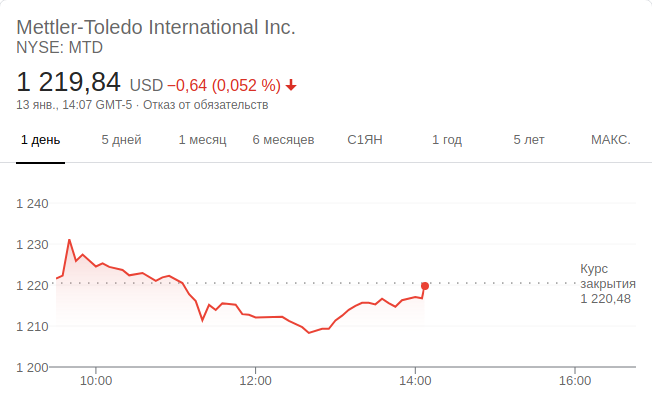 Mettler-Toledo International Inc.
NYSE: MTD
1 219,84 USD −0,64 (0,052 %)
13 янв., 14:07 GMT-5 · Отказ от обязательств
1 день 5 дней 1 месяц 6 месяцев С1ЯН 1 год 5 лет МАКС.
1 240
1 230
Курс
закрытия
1 220,48
1 220
1 210
1 200
10:00 12:00 14:00 16:00